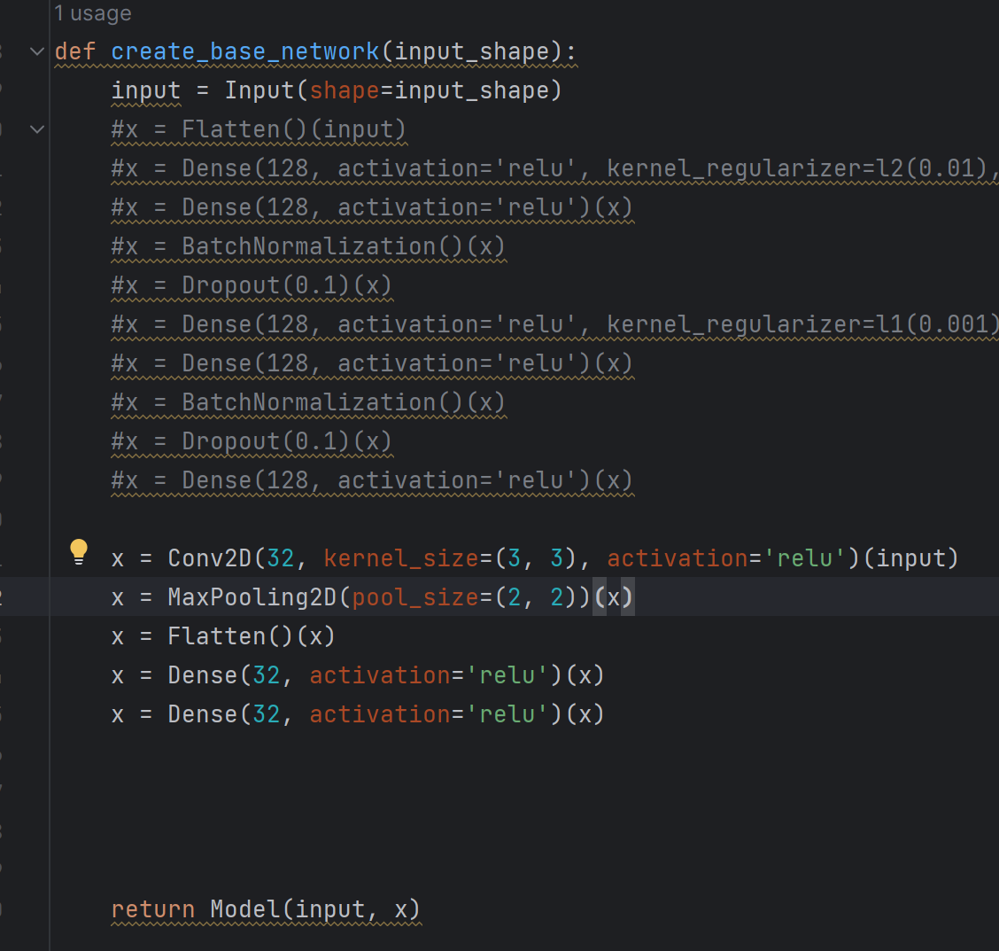 1 usage
def create_base_network(input_shape):
input = Input(shape=input_shape)
#x = Flatten()(input)
#x = Dense(128, activation='relu', kernel_regularizer=l2(0.01),
#x = Dense(128, activation='relu')(x)
#x = BatchNormalization()(x)
#x = Dropout(0.1)(x)
#x = Dense(128, activation='relu', kernel_regularizer=l1(0.001)
#x = Dense(128, activation='relu')(x)
#x = BatchNormalization()(x)
#x = Dropout(0.1)(x)
#x = Dense(128, activation='relu')(x)
x = Conv2D(32, kernel_size=(3, 3), activation='relu')(input)
x = MaxPooling2D(pool_size=(2, 2))(x)
x = Flatten()(x)
x = Dense(32, activation='relu')(x)
x = Dense(32, activation='relu')(x)
return Model(input, x)